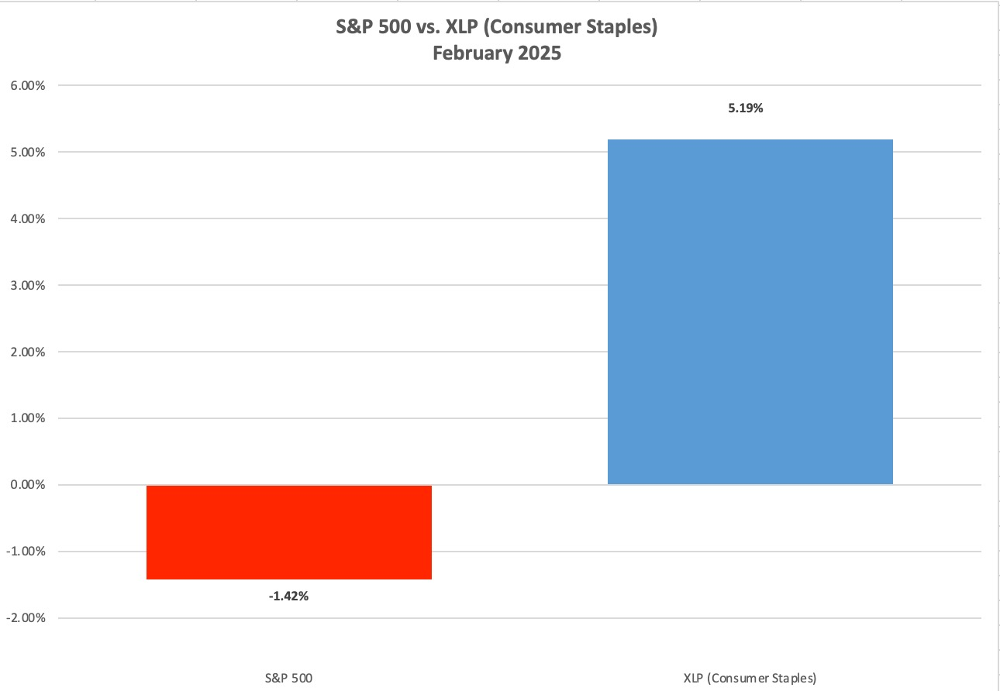 S&P 500 vs. XLP (Consumer Staples)
February 2025
6.00%
5.19%
5.00%
4.00%
3.00%
2.00%
1.00%
0.00%
-1.00%
-1.42%
-2.00%
S&P 500
XLP (Consumer Staples)